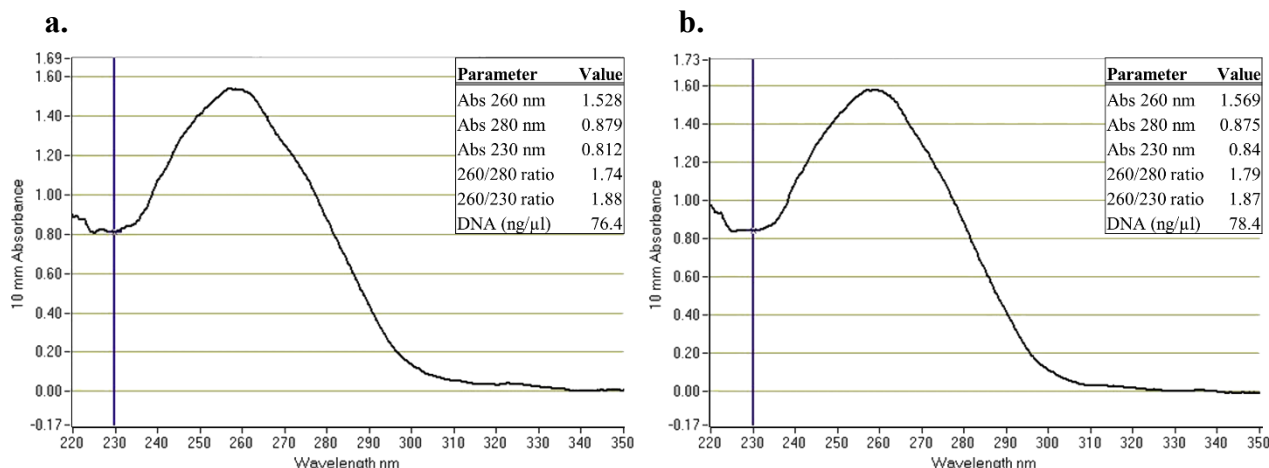 a.
1.69
1.60
1.40
1.20
1.00
0.80
0.60
0.40
0.20
0.00
-0.17
10 mm Absorbance
220 230 240 250 260 270 280 290 300 310 320 330 340 350
Wavelength nm
Parameter Value
Abs 260 nm 1.528
Abs 280 nm 0.879
Abs 230 nm 0.812
260/280 ratio 1.74
260/230 ratio 1.88
DNA (ng/µl) 76.4
b.
1.73
1.60
1.40
1.20
1.00
0.80
0.60
0.40
0.20
0.00
-0.17
10 mm Absorbance
220 230 240 250 260 270 280 290 300 310 320 330 340 350
Wavelength nm
Parameter Value
Abs 260 nm 1.569
Abs 280 nm 0.875
Abs 230 nm 0.84
260/280 ratio 1.79
260/230 ratio 1.87
DNA (ng/µl) 78.4